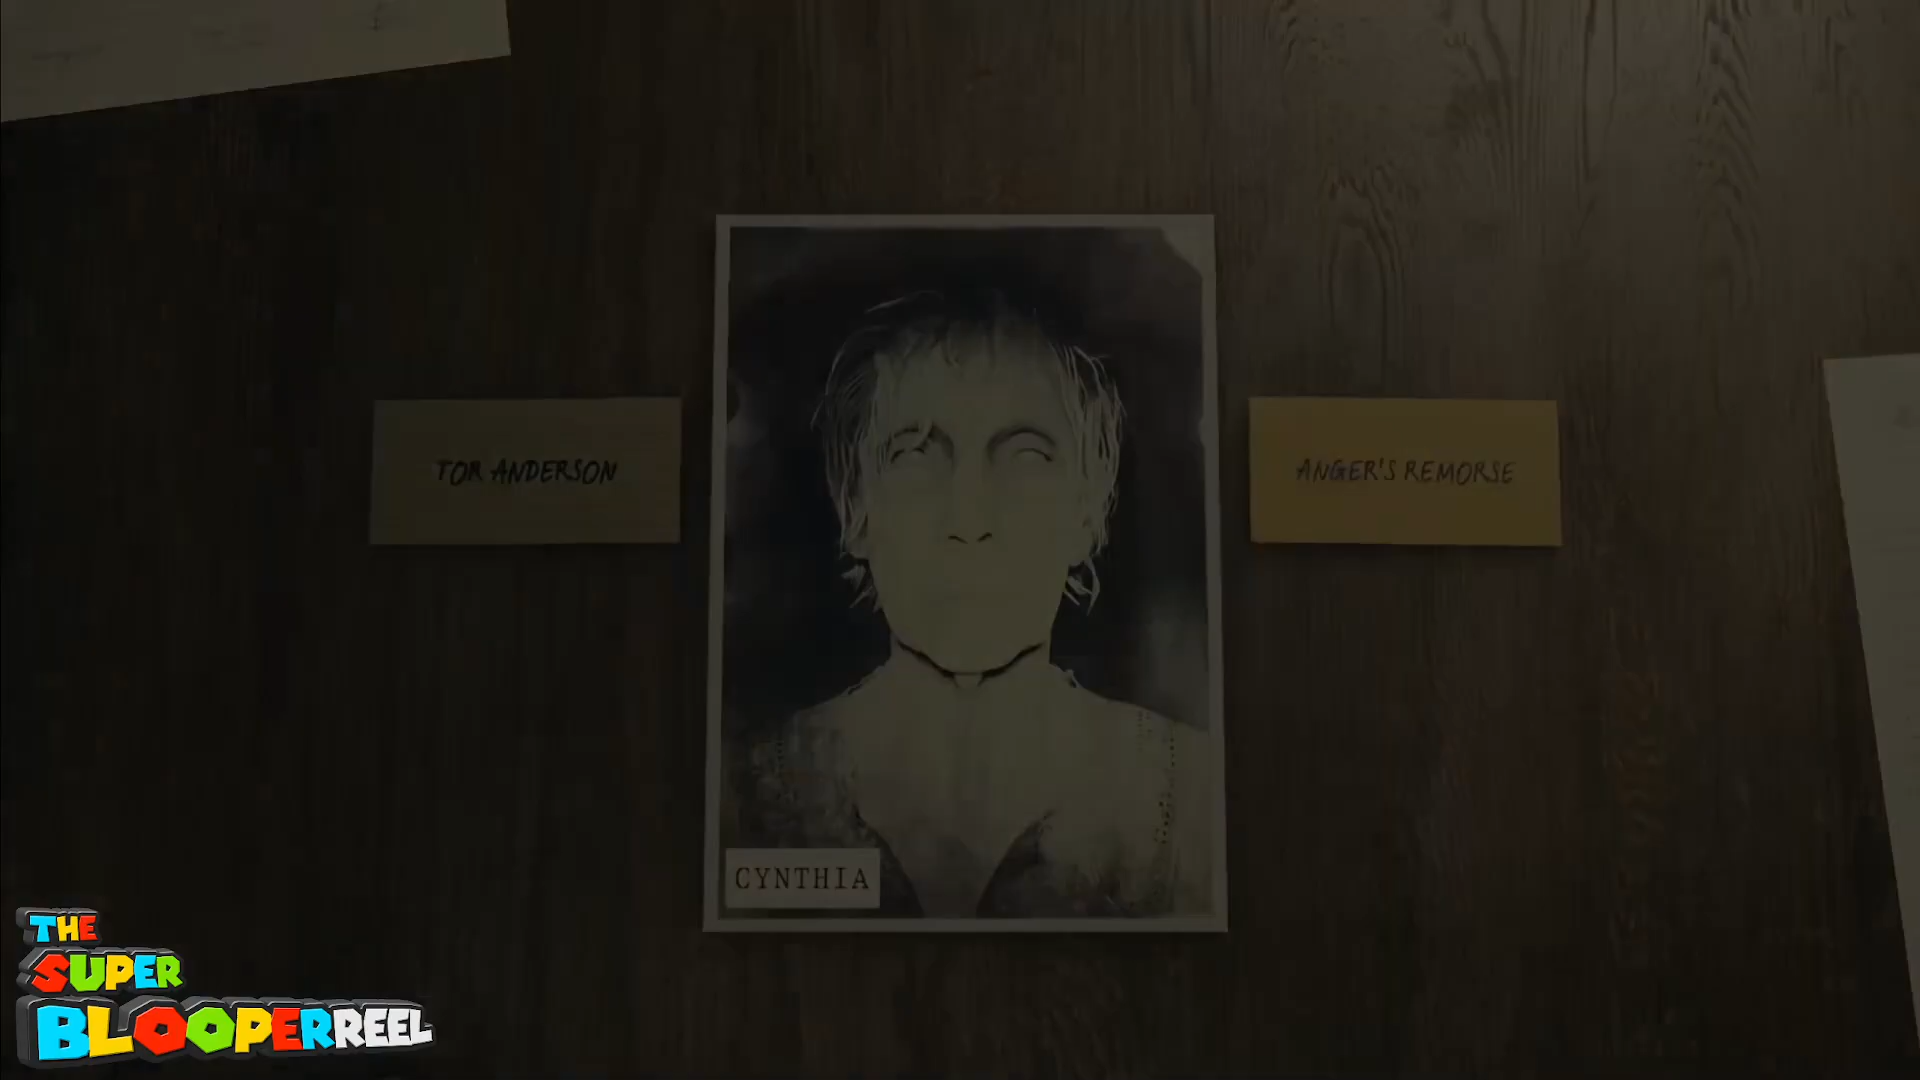 TOR ANDERSON
ANGER'S REMORSE
CYNTHIA
THE
SUPER
BLOOPERREEL